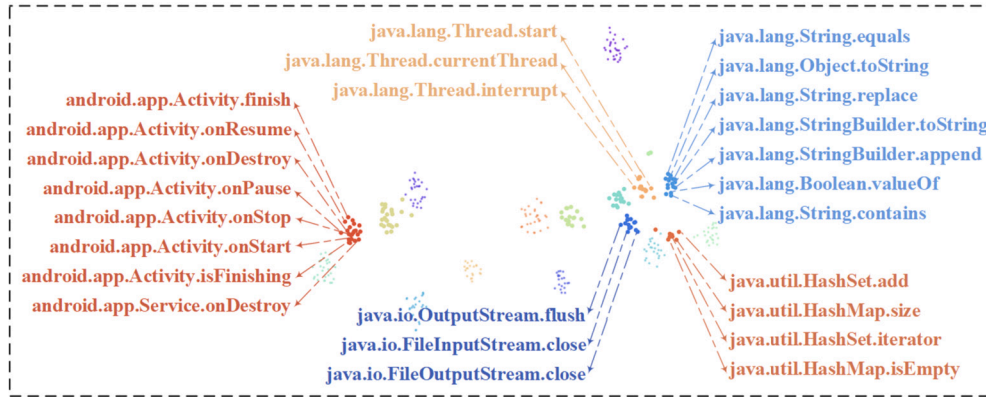 java.lang.Thread.start
java.lang.Thread.currentThread
java.lang.Thread.interrupt
android.app.Activity.finish
android.app.Activity.onResume
android.app.Activity.onDestroy
android.app.Activity.onPause
android.app.Activity.onStop
android.app.Activity.onStart
android.app.Activity.isFinishing
android.app.Service.onDestroy
java.lang.String.equals
java.lang.Object.toString
java.lang.String.replace
java.lang.StringBuilder.toString
java.lang.StringBuilder.append
java.lang.Boolean.valueOf
java.lang.String.contains
java.io.OutputStream.flush
java.io.FileInputStream.close
java.io.FileOutputStream.close
java.util.HashSet.add
java.util.HashMap.size
java.util.HashSet.iterator
java.util.HashMap.isEmpty